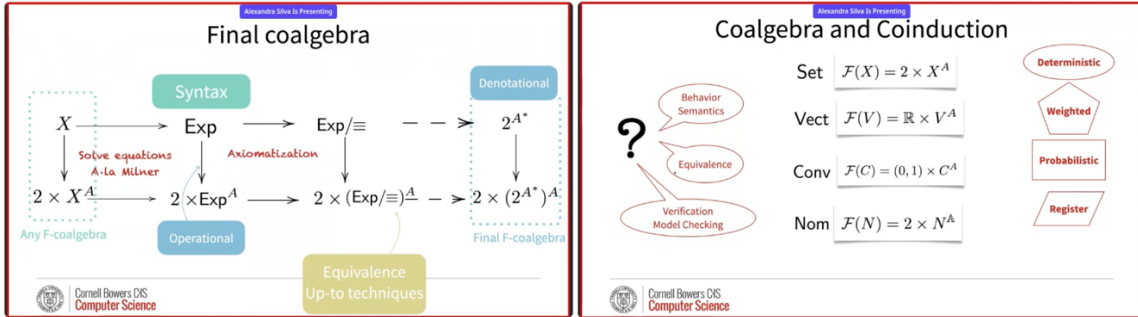 Alexandra Silva Is Presenting
Final coalgebra
Denotational
Syntax
X → Exp → Exp/≡ − − → 2^{A*}
Solve equations
A.la Milner
Axiomatization
2 × X^A → 2 × Exp^A → 2 × (Exp/≡)^A − → 2 × (2^{A*})^A
Any F-coalgebra
Operational
Final F-coalgebra
Equivalence
Up-to techniques
Cornell Bowers CIS
Computer Science
Alexandra Silva Is Presenting
Coalgebra and Coinduction
Behavior
Semantics
?
Equivalence
Verification
Model Checking
Set F(X) = 2 × X^A
Vect F(V) = ℝ × V^A
Conv F(C) = (0, 1) × C^A
Nom F(N) = 2 × N^𝔸
Deterministic
Weighted
Probabilistic
Register
Cornell Bowers CIS
Computer Science